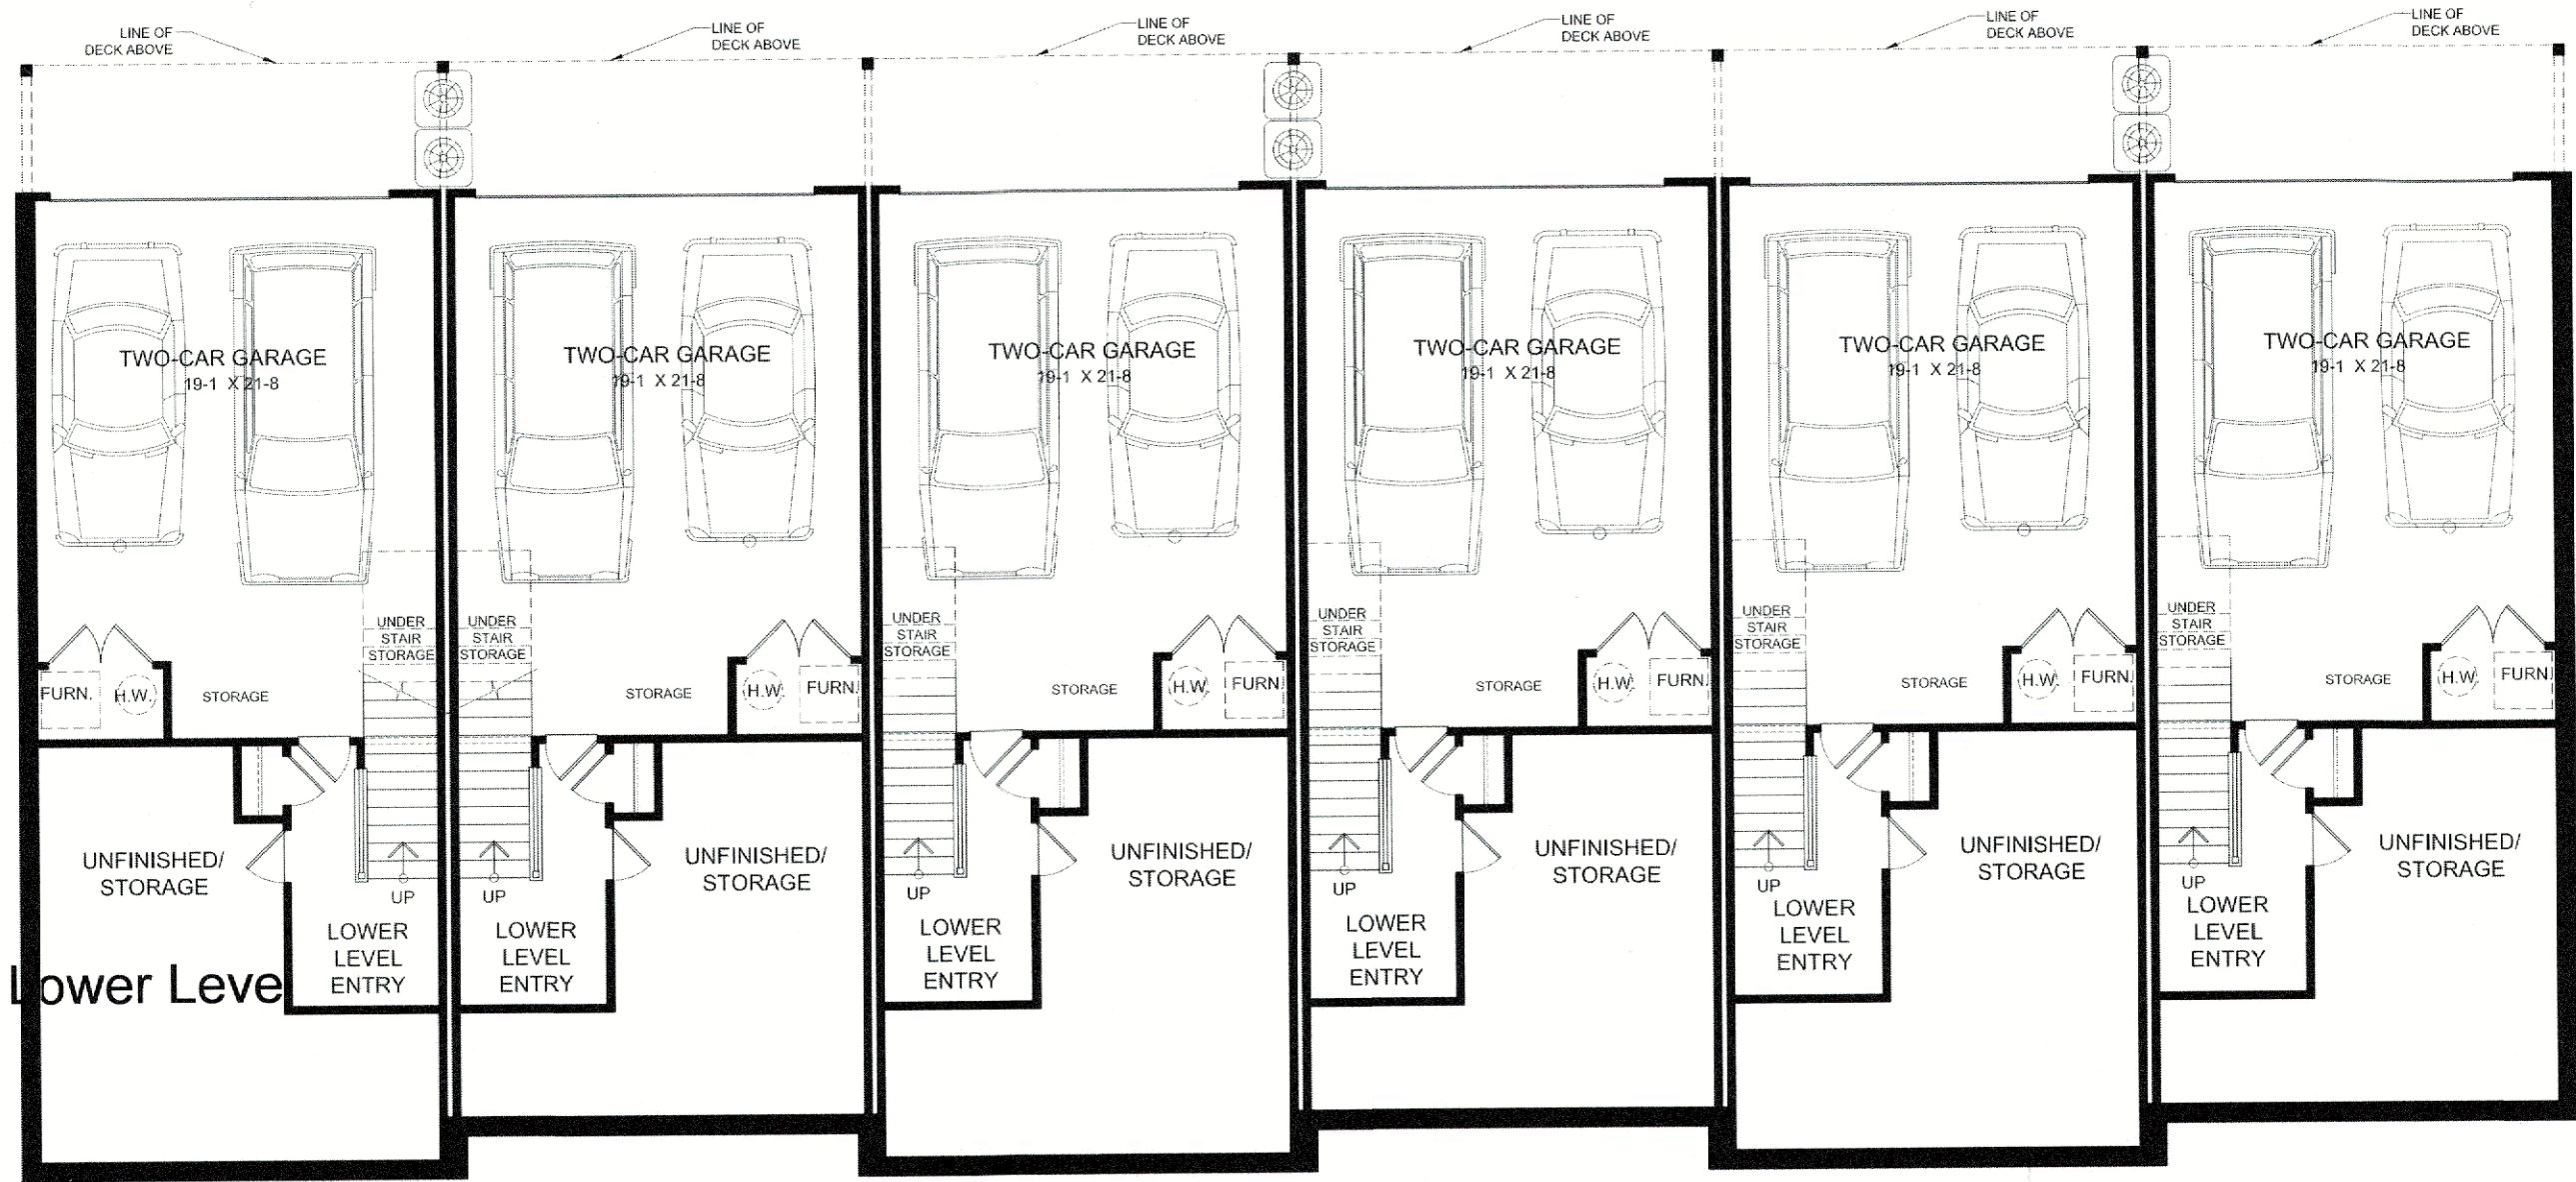 LINE OF
DECK ABOVE
LINE OF
DECK ABOVE
LINE OF
DECK ABOVE
LINE OF
DECK ABOVE
LINE OF
DECK ABOVE
LINE OF
DECK ABOVE
TWO-CAR GARAGE
19-1 X 21-8
TWO-CAR GARAGE
19-1 X 21-8
TWO-CAR GARAGE
19-1 X 21-8
TWO-CAR GARAGE
19-1 X 21-8
TWO-CAR GARAGE
19-1 X 21-8
TWO-CAR GARAGE
19-1 X 21-8
UNDER
STAIR
STORAGE
UNDER
STAIR
STORAGE
UNDER
STAIR
STORAGE
UNDER
STAIR
STORAGE
UNDER
STAIR
STORAGE
UNDER
STAIR
STORAGE
FURN. H.W. STORAGE
STORAGE H.W. FURN.
STORAGE H.W. FURN.
STORAGE H.W. FURN.
STORAGE H.W. FURN.
STORAGE H.W. FURN.
UNFINISHED/
STORAGE
UP
LOWER
LEVEL
ENTRY
UP
LOWER
LEVEL
ENTRY
UNFINISHED/
STORAGE
UP
LOWER
LEVEL
ENTRY
UNFINISHED/
STORAGE
UP
LOWER
LEVEL
ENTRY
UNFINISHED/
STORAGE
UP
LOWER
LEVEL
ENTRY
UNFINISHED/
STORAGE
UP
LOWER
LEVEL
ENTRY
UNFINISHED/
STORAGE
Lower Leve